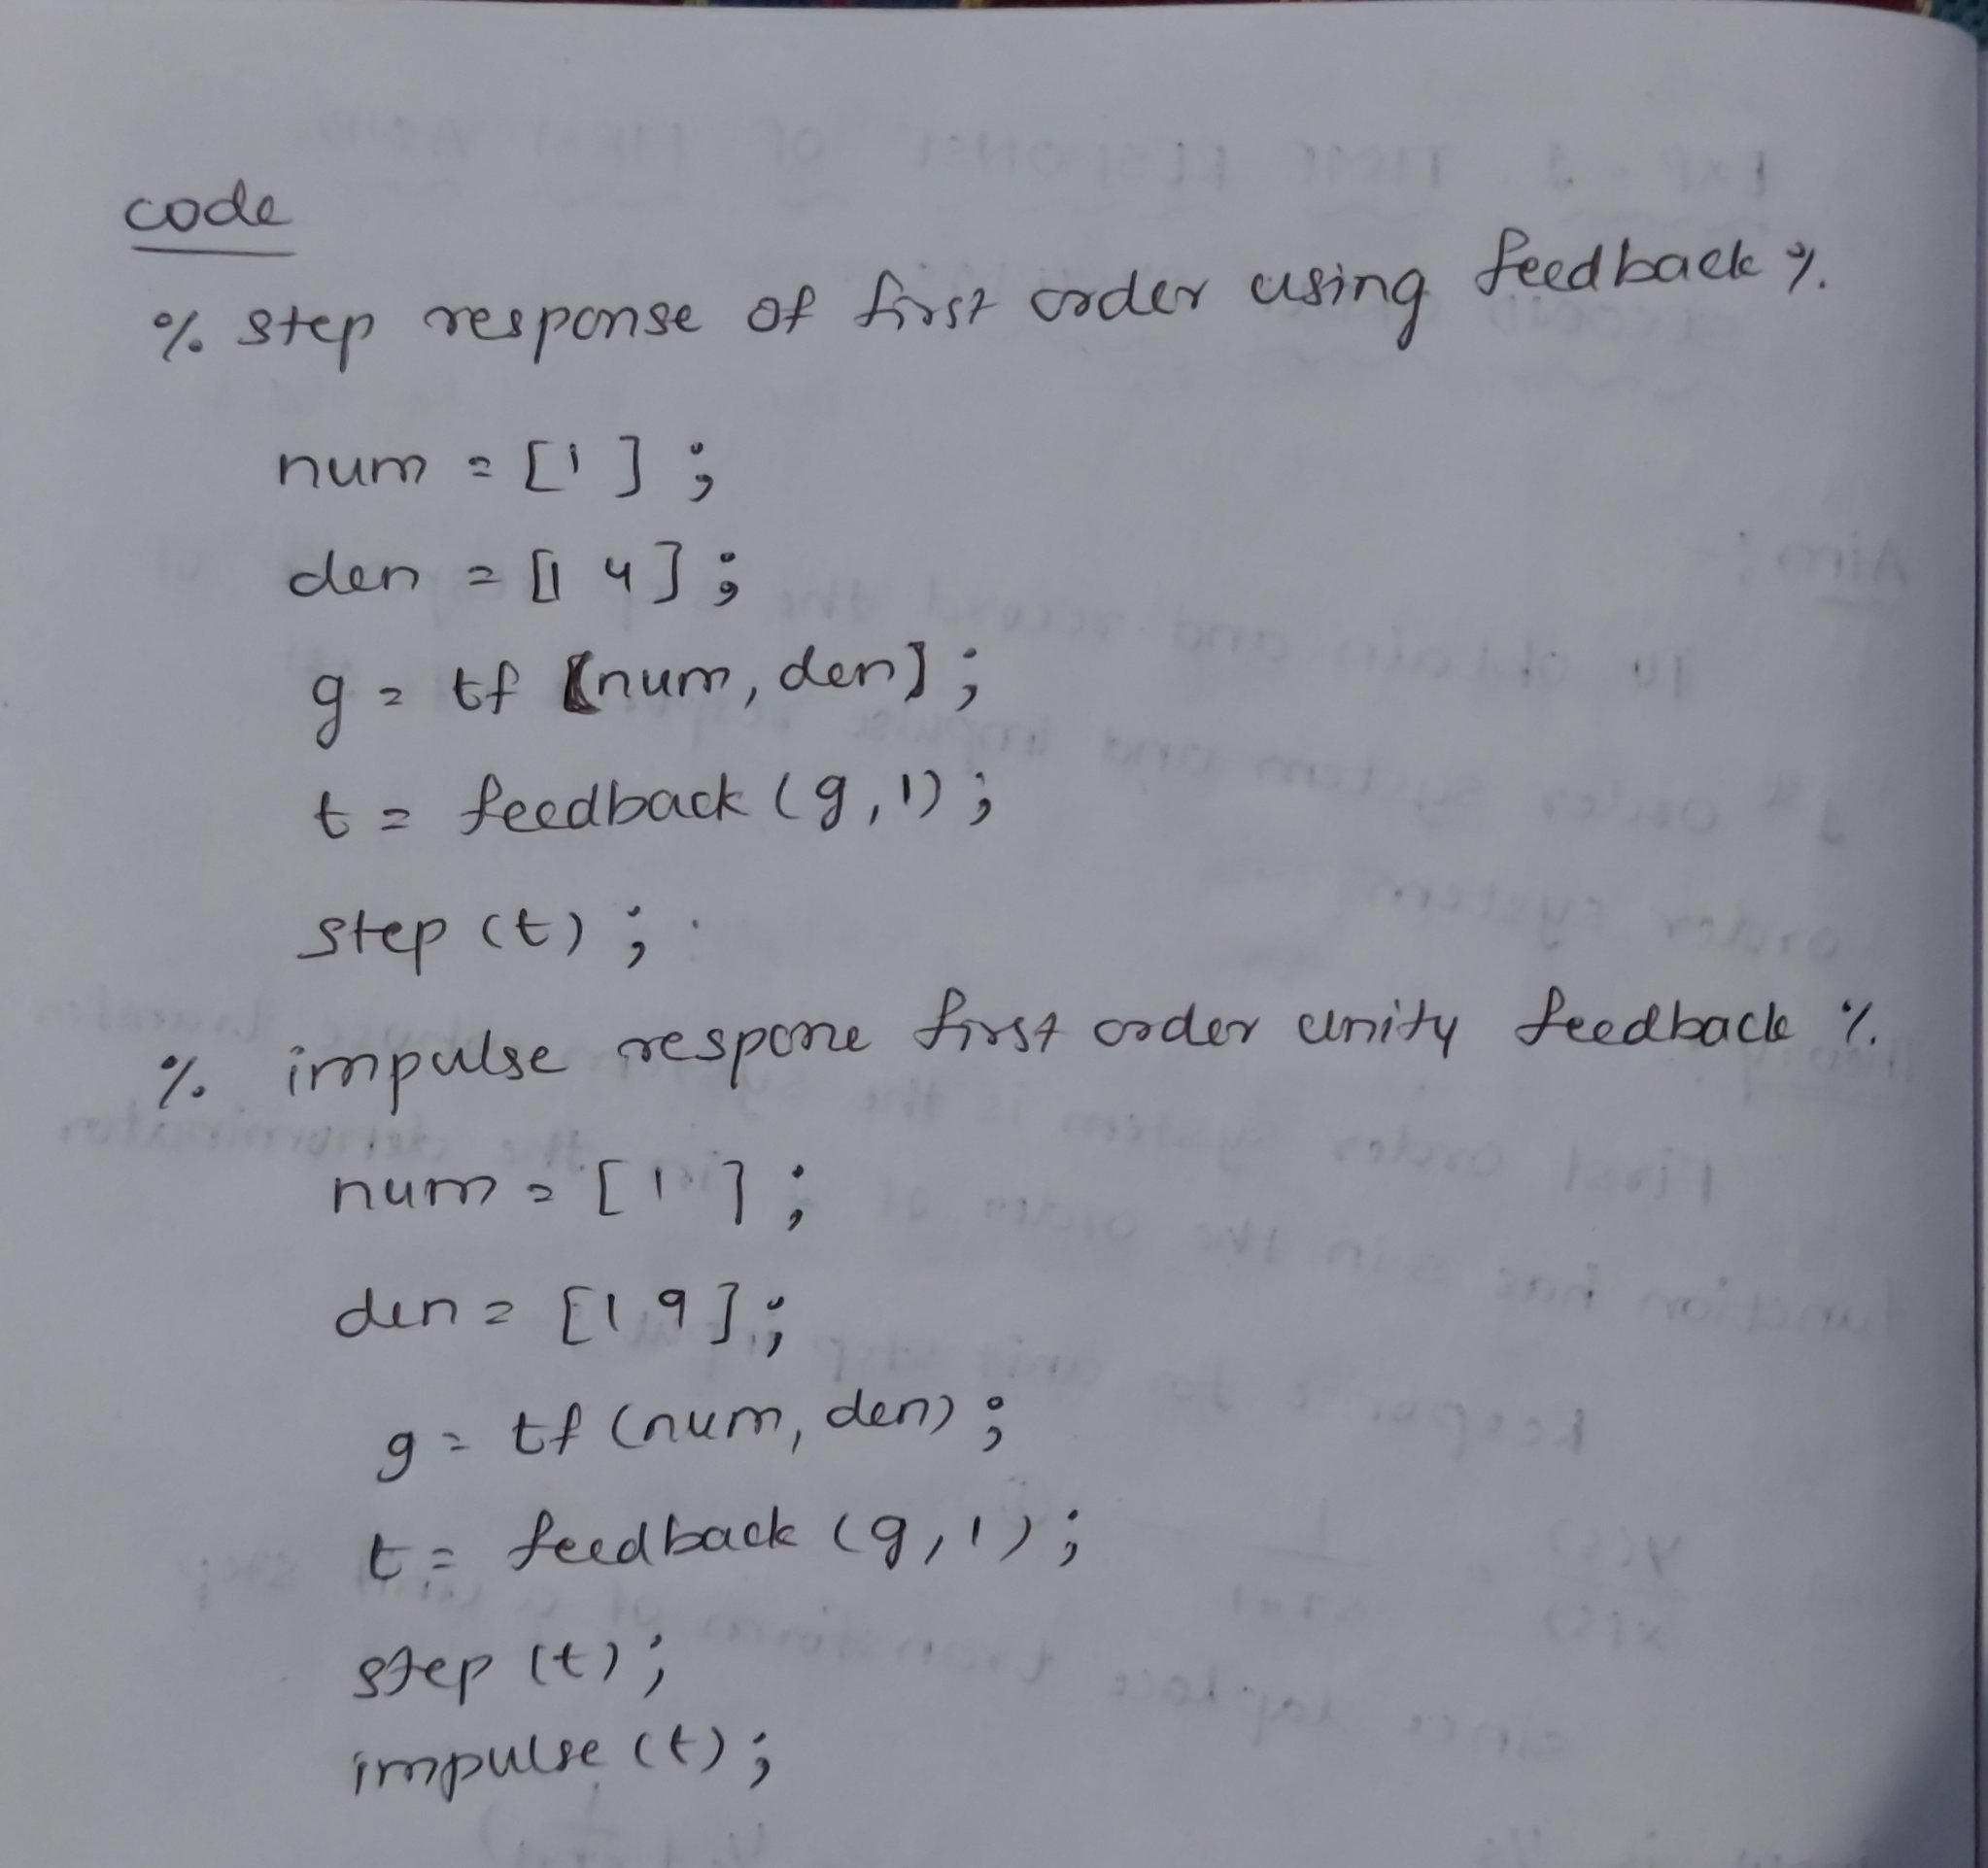 code
% step response of first order using feedback %
num = [1];
den = [1 4];
g = tf [num, den];
t = feedback (g,1);
step (t);
% impulse respone first order unity feedback %
num = [1];
den = [1 9];
g = tf (num, den);
t = feedback (g,1);
step (t);
impulse (t);